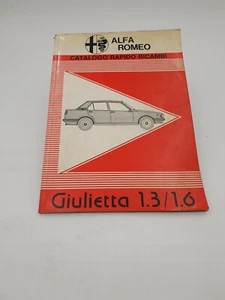 ALFA
ROMEO
CATALOGO RAPIDO RICAMBI
Giulietta 1.3/1.6